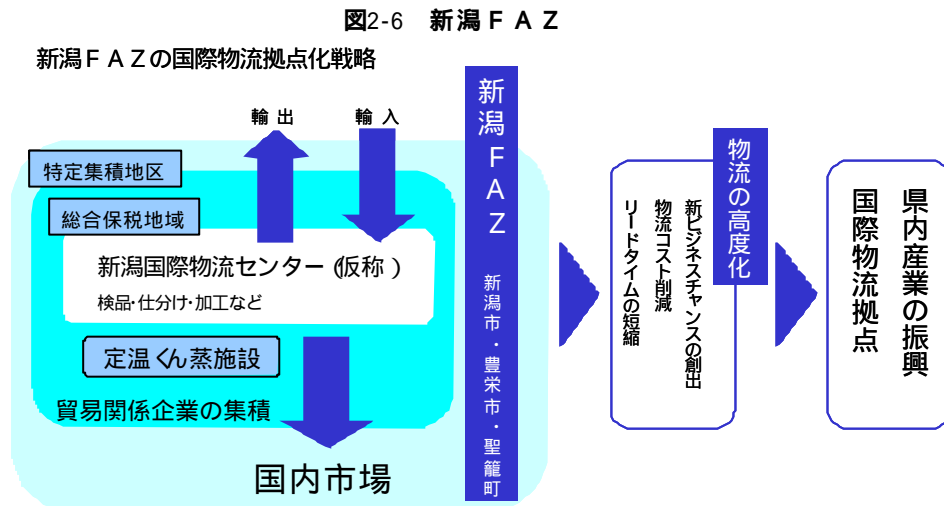 図2-6 新潟ＦＡＺ
新潟ＦＡＺの国際物流拠点化戦略
輸出
輸入
特定集積地区
総合保税地域
新潟国際物流センター(仮称)
検品・仕分け・加工など
定温くん蒸施設
貿易関係企業の集積
国内市場
新潟ＦＡＺ 新潟市・豊栄市・聖籠町
物流の高度化
新ビジネスチャンスの創出
物流コスト削減
リードタイムの短縮
県内産業の振興
国際物流拠点